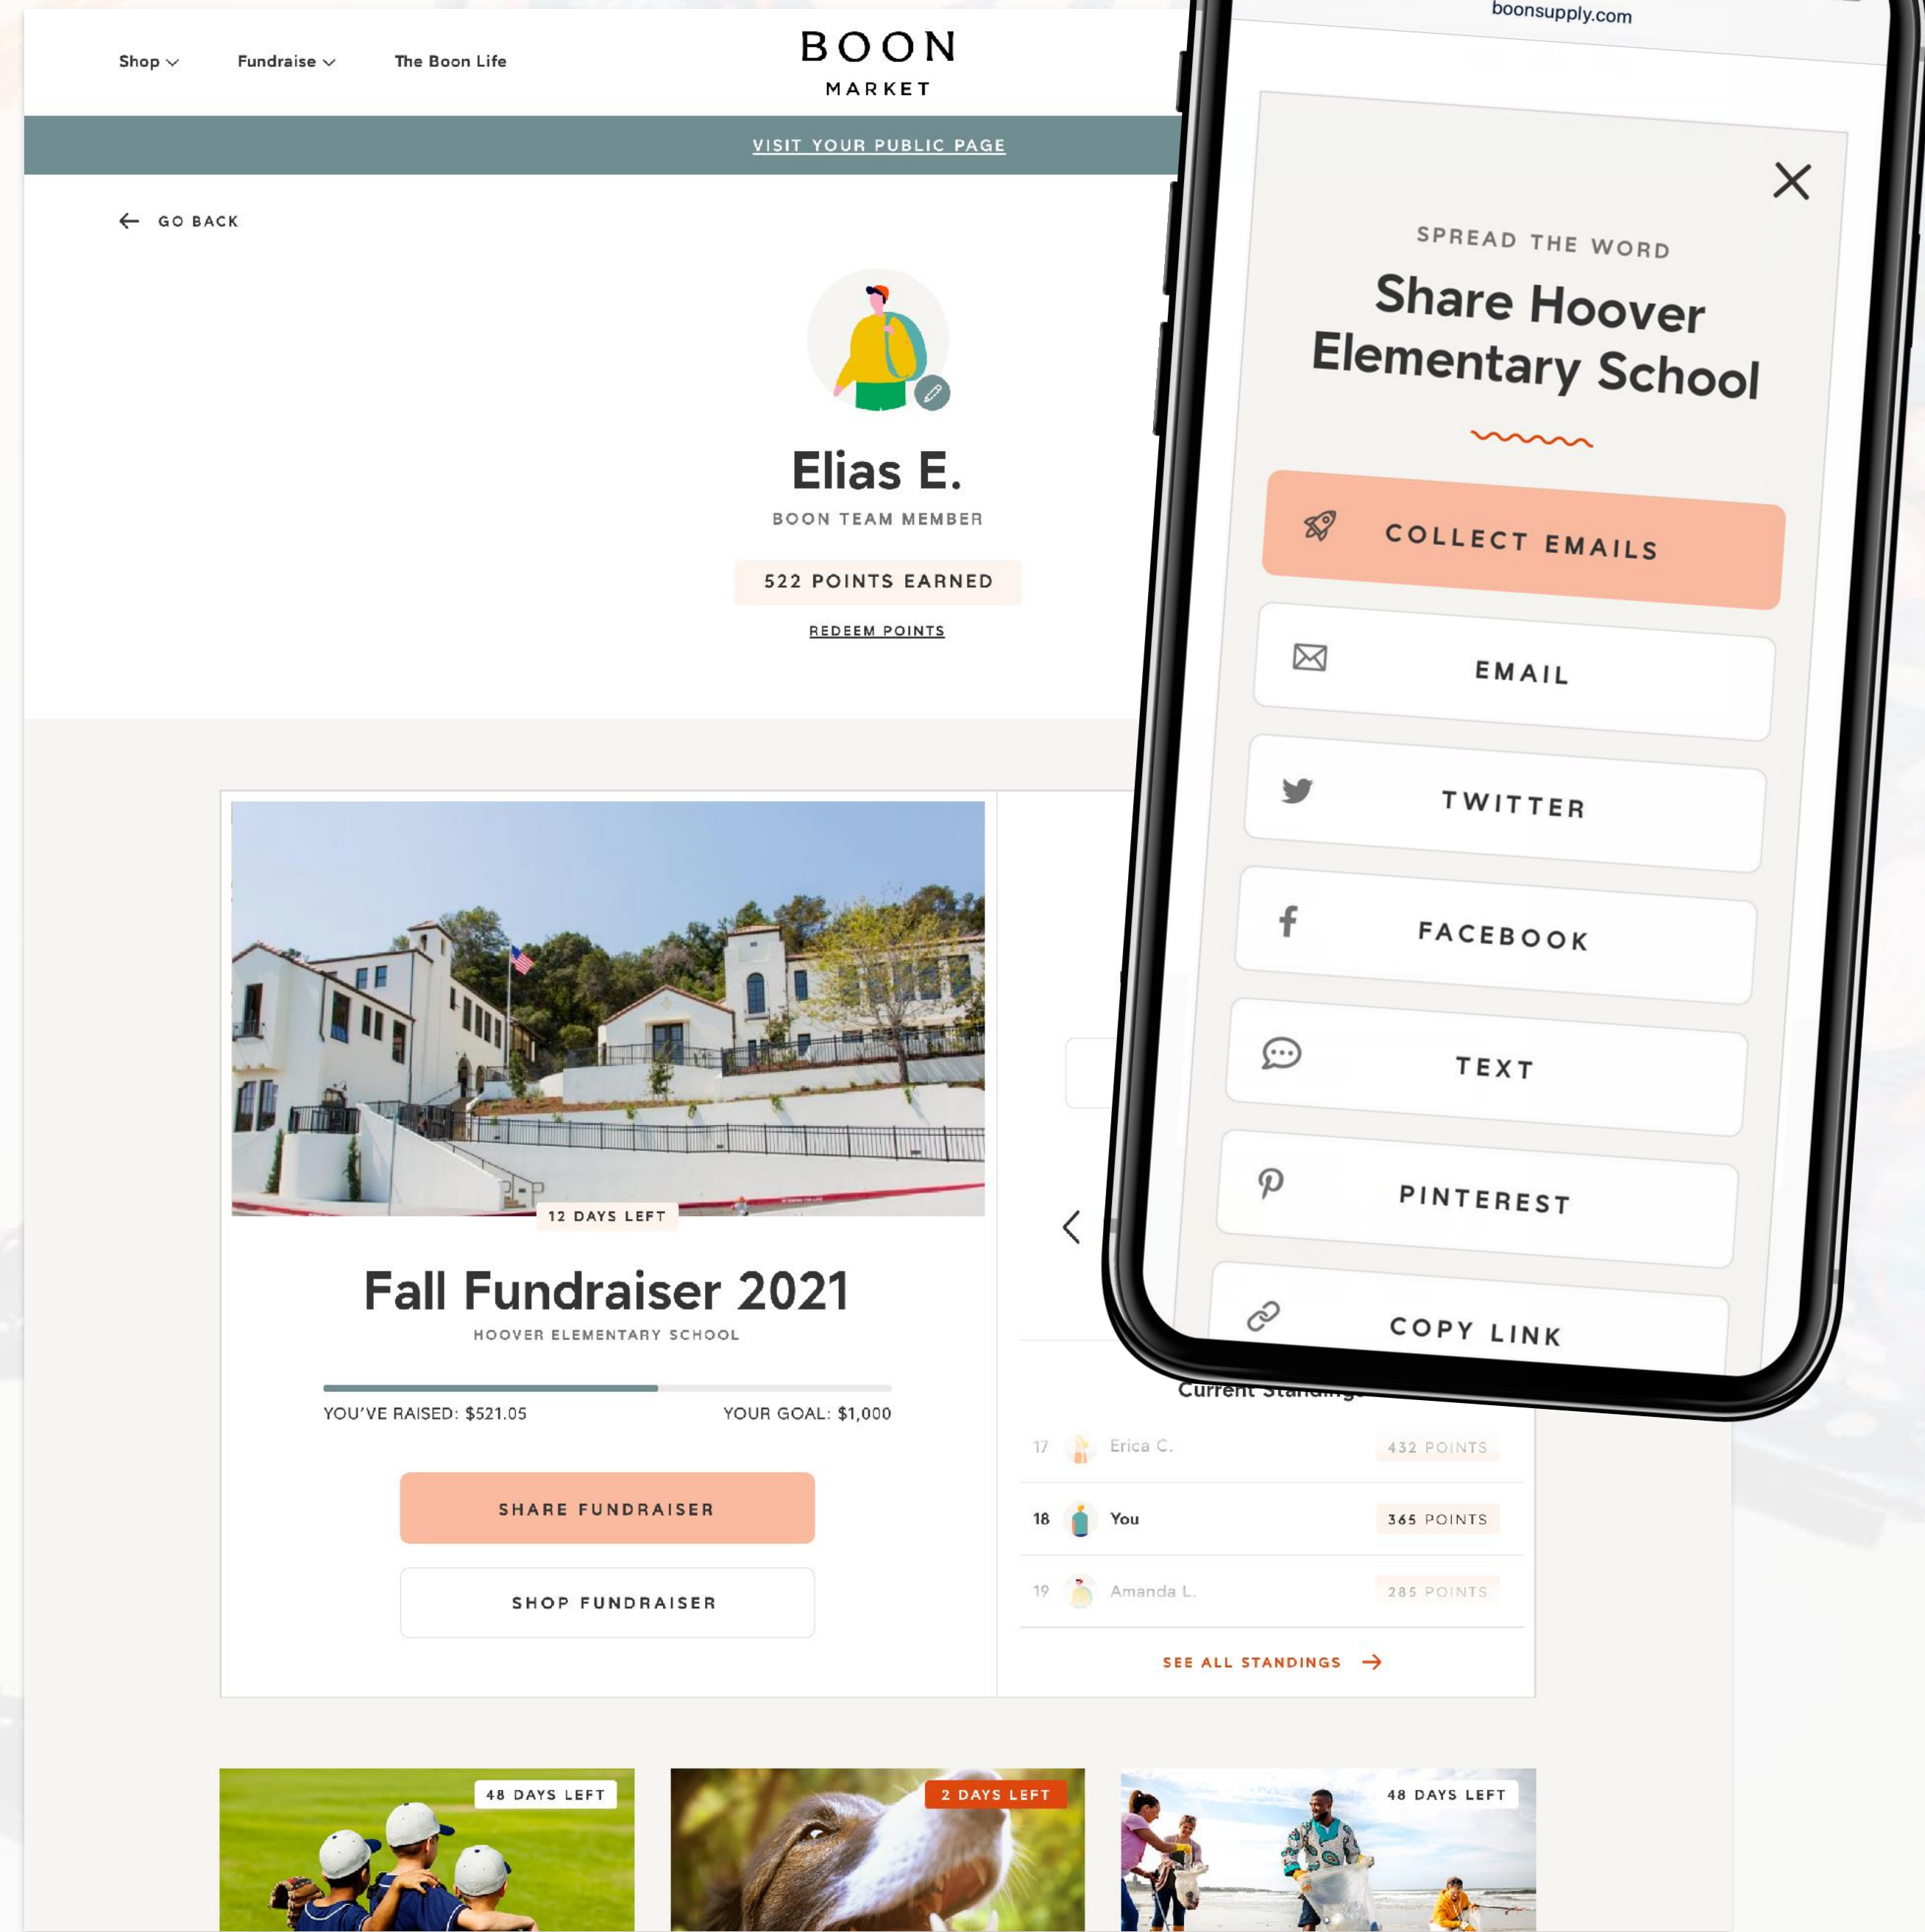 Shop
Fundraise
The Boon Life
BOON
MARKET
VISIT YOUR PUBLIC PAGE
GO BACK
Elias E.
BOON TEAM MEMBER
522 POINTS EARNED
REDEEM POINTS
12 DAYS LEFT
Fall Fundraiser 2021
HOOVER ELEMENTARY SCHOOL
YOU'VE RAISED: $521.05
YOUR GOAL: $1,000
SHARE FUNDRAISER
SHOP FUNDRAISER
Current Standings
17 Erica C. 432 POINTS
18 You 365 POINTS
19 Amanda L. 285 POINTS
SEE ALL STANDINGS
48 DAYS LEFT
2 DAYS LEFT
48 DAYS LEFT
boonsupply.com
SPREAD THE WORD
Share Hoover
Elementary School
COLLECT EMAILS
EMAIL
TWITTER
FACEBOOK
TEXT
PINTEREST
COPY LINK